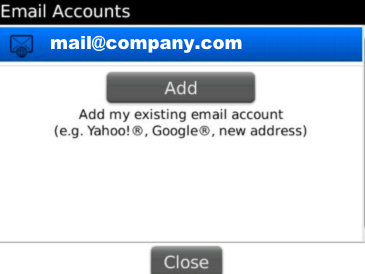 Email Accounts
mail@company.com
Add
Add my existing email account
(e.g. Yahoo!®, Google®, new address)
Close